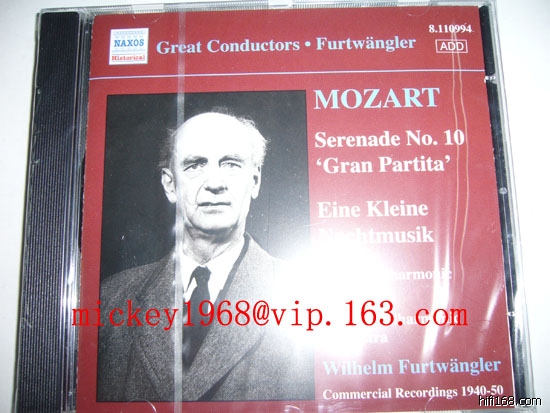 8.110994
NAXOS
Historical
Great Conductors • Furtwängler
ADD
MOZART
Serenade No. 10
‘Gran Partita’
Eine Kleine
Nachtmusik
mickey1968@vip.163.com
Wilhelm Furtwängler
Commercial Recordings 1940-50
hifi168.com